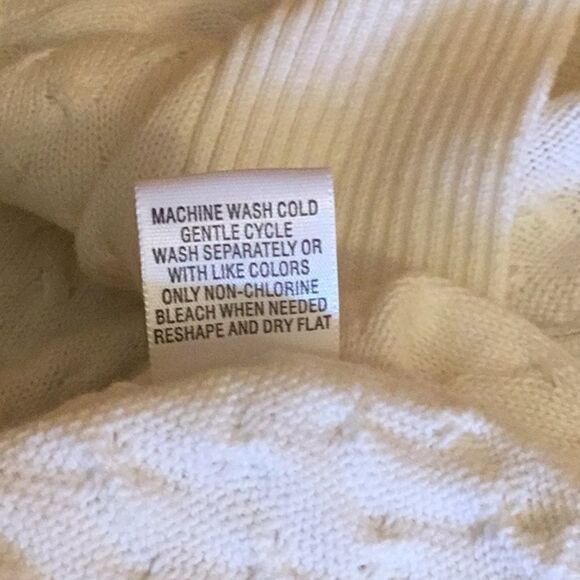 MACHINE WASH COLD
GENTLE CYCLE
WASH SEPARATELY OR
WITH LIKE COLORS
ONLY NON-CHLORINE
BLEACH WHEN NEEDED
RESHAPE AND DRY FLAT